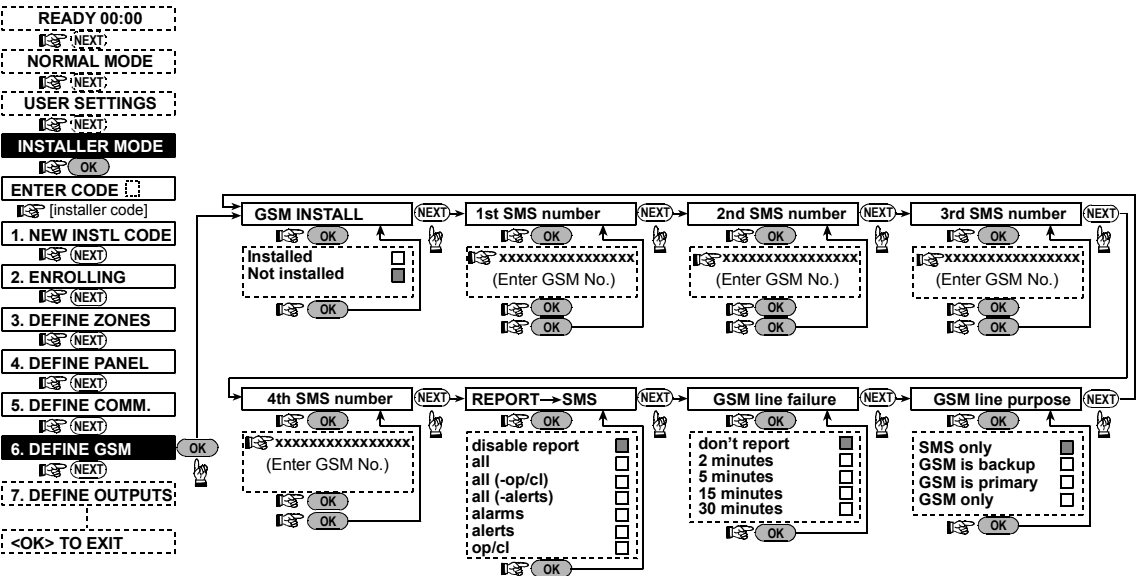 READY 00:00
NEXT
NORMAL MODE
NEXT
USER SETTINGS
NEXT
INSTALLER MODE
OK
ENTER CODE
[installer code]
1. NEW INSTL CODE
NEXT
2. ENROLLING
NEXT
3. DEFINE ZONES
NEXT
4. DEFINE PANEL
NEXT
5. DEFINE COMM.
NEXT
6. DEFINE GSM
OK
NEXT
7. DEFINE OUTPUTS
<OK> TO EXIT
GSM INSTALL
NEXT
OK
Installed
Not installed
OK
1st SMS number
NEXT
OK
xxxxxxxxxxxxxxxx
(Enter GSM No.)
OK
OK
2nd SMS number
NEXT
OK
xxxxxxxxxxxxxxxx
(Enter GSM No.)
OK
OK
3rd SMS number
NEXT
OK
xxxxxxxxxxxxxxxx
(Enter GSM No.)
OK
OK
4th SMS number
NEXT
OK
xxxxxxxxxxxxxxxx
(Enter GSM No.)
OK
OK
REPORT→SMS
NEXT
OK
disable report
all
all (-op/cl)
all (-alerts)
alarms
alerts
op/cl
OK
GSM line failure
NEXT
OK
don't report
2 minutes
5 minutes
15 minutes
30 minutes
OK
GSM line purpose
NEXT
OK
SMS only
GSM is backup
GSM is primary
GSM only
OK